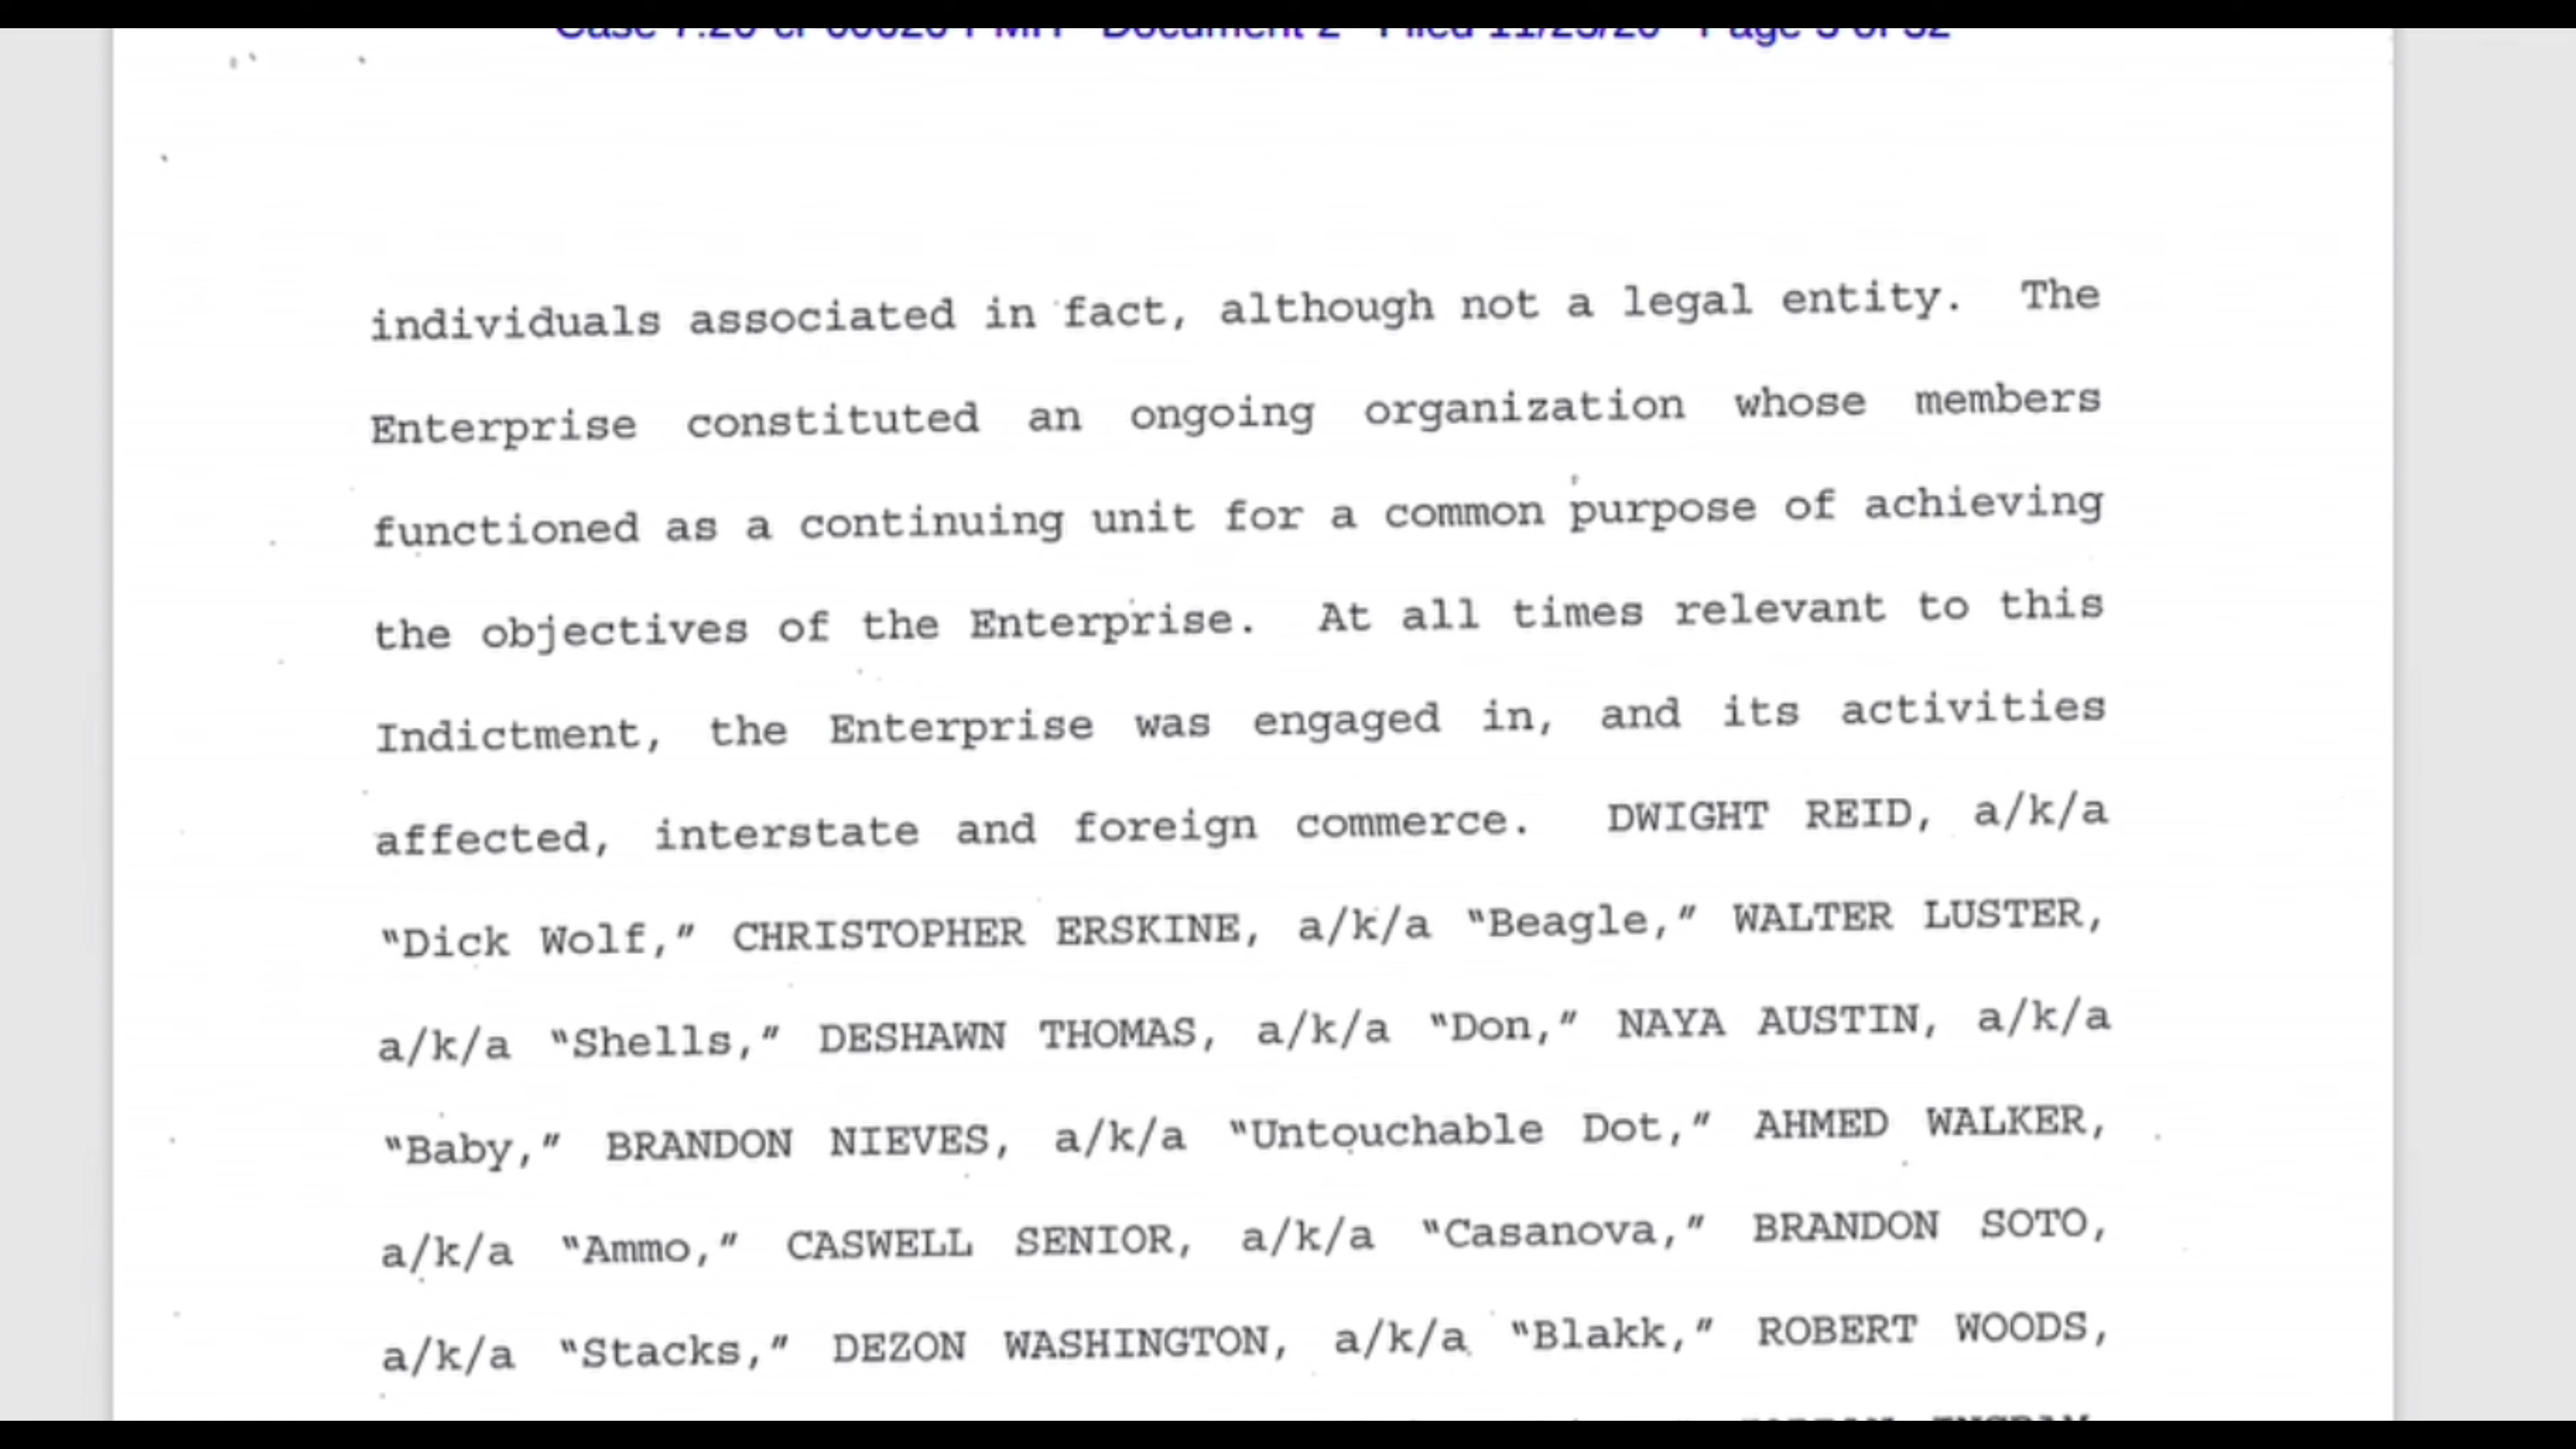 Document 2 Filed Page
individuals associated in fact, although not a legal entity. The
Enterprise constituted an ongoing organization whose members
functioned as a continuing unit for a common purpose of achieving
the objectives of the Enterprise. At all times relevant to this
Indictment, the Enterprise was engaged in, and its activities
affected, interstate and foreign commerce. DWIGHT REID, a/k/a
“Dick Wolf,” CHRISTOPHER ERSKINE, a/k/a “Beagle,” WALTER LUSTER,
a/k/a “Shells,” DESHAWN THOMAS, a/k/a “Don,” NAYA AUSTIN, a/k/a
“Baby,” BRANDON NIEVES, a/k/a “Untouchable Dot,” AHMED WALKER,
a/k/a “Ammo,” CASWELL SENIOR, a/k/a “Casanova,” BRANDON SOTO,
a/k/a “Stacks,” DEZON WASHINGTON, a/k/a “Blakk,” ROBERT WOODS,